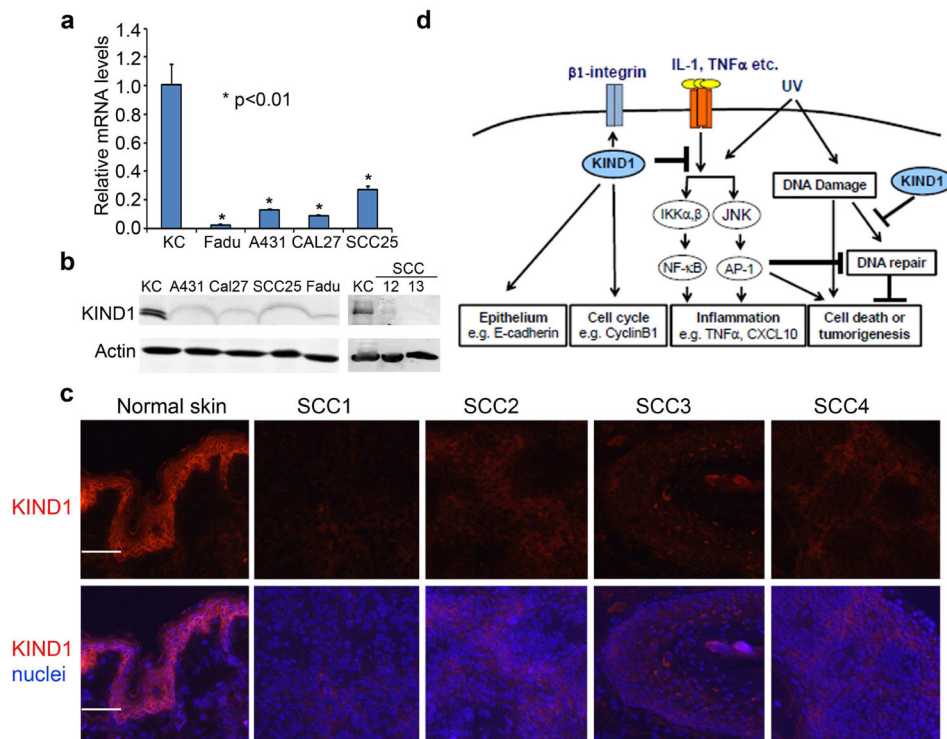 a
Relative mRNA levels
1.4
1.2
1.0
0.8
0.6
0.4
0.2
0.0
* p<0.01
*
*
*
*
KC Fadu A431 CAL27 SCC25
b
SCC
KC A431 Cal27 SCC25 Fadu KC 12 13
KIND1
Actin
c
Normal skin SCC1 SCC2 SCC3 SCC4
KIND1
KIND1
nuclei
d
β1-integrin
IL-1, TNFα etc.
UV
KIND1
DNA Damage
KIND1
IKKα,β
JNK
DNA repair
NF-κB
AP-1
Epithelium
e.g. E-cadherin
Cell cycle
e.g. CyclinB1
Inflammation
e.g. TNFα, CXCL10
Cell death or
tumorigenesis